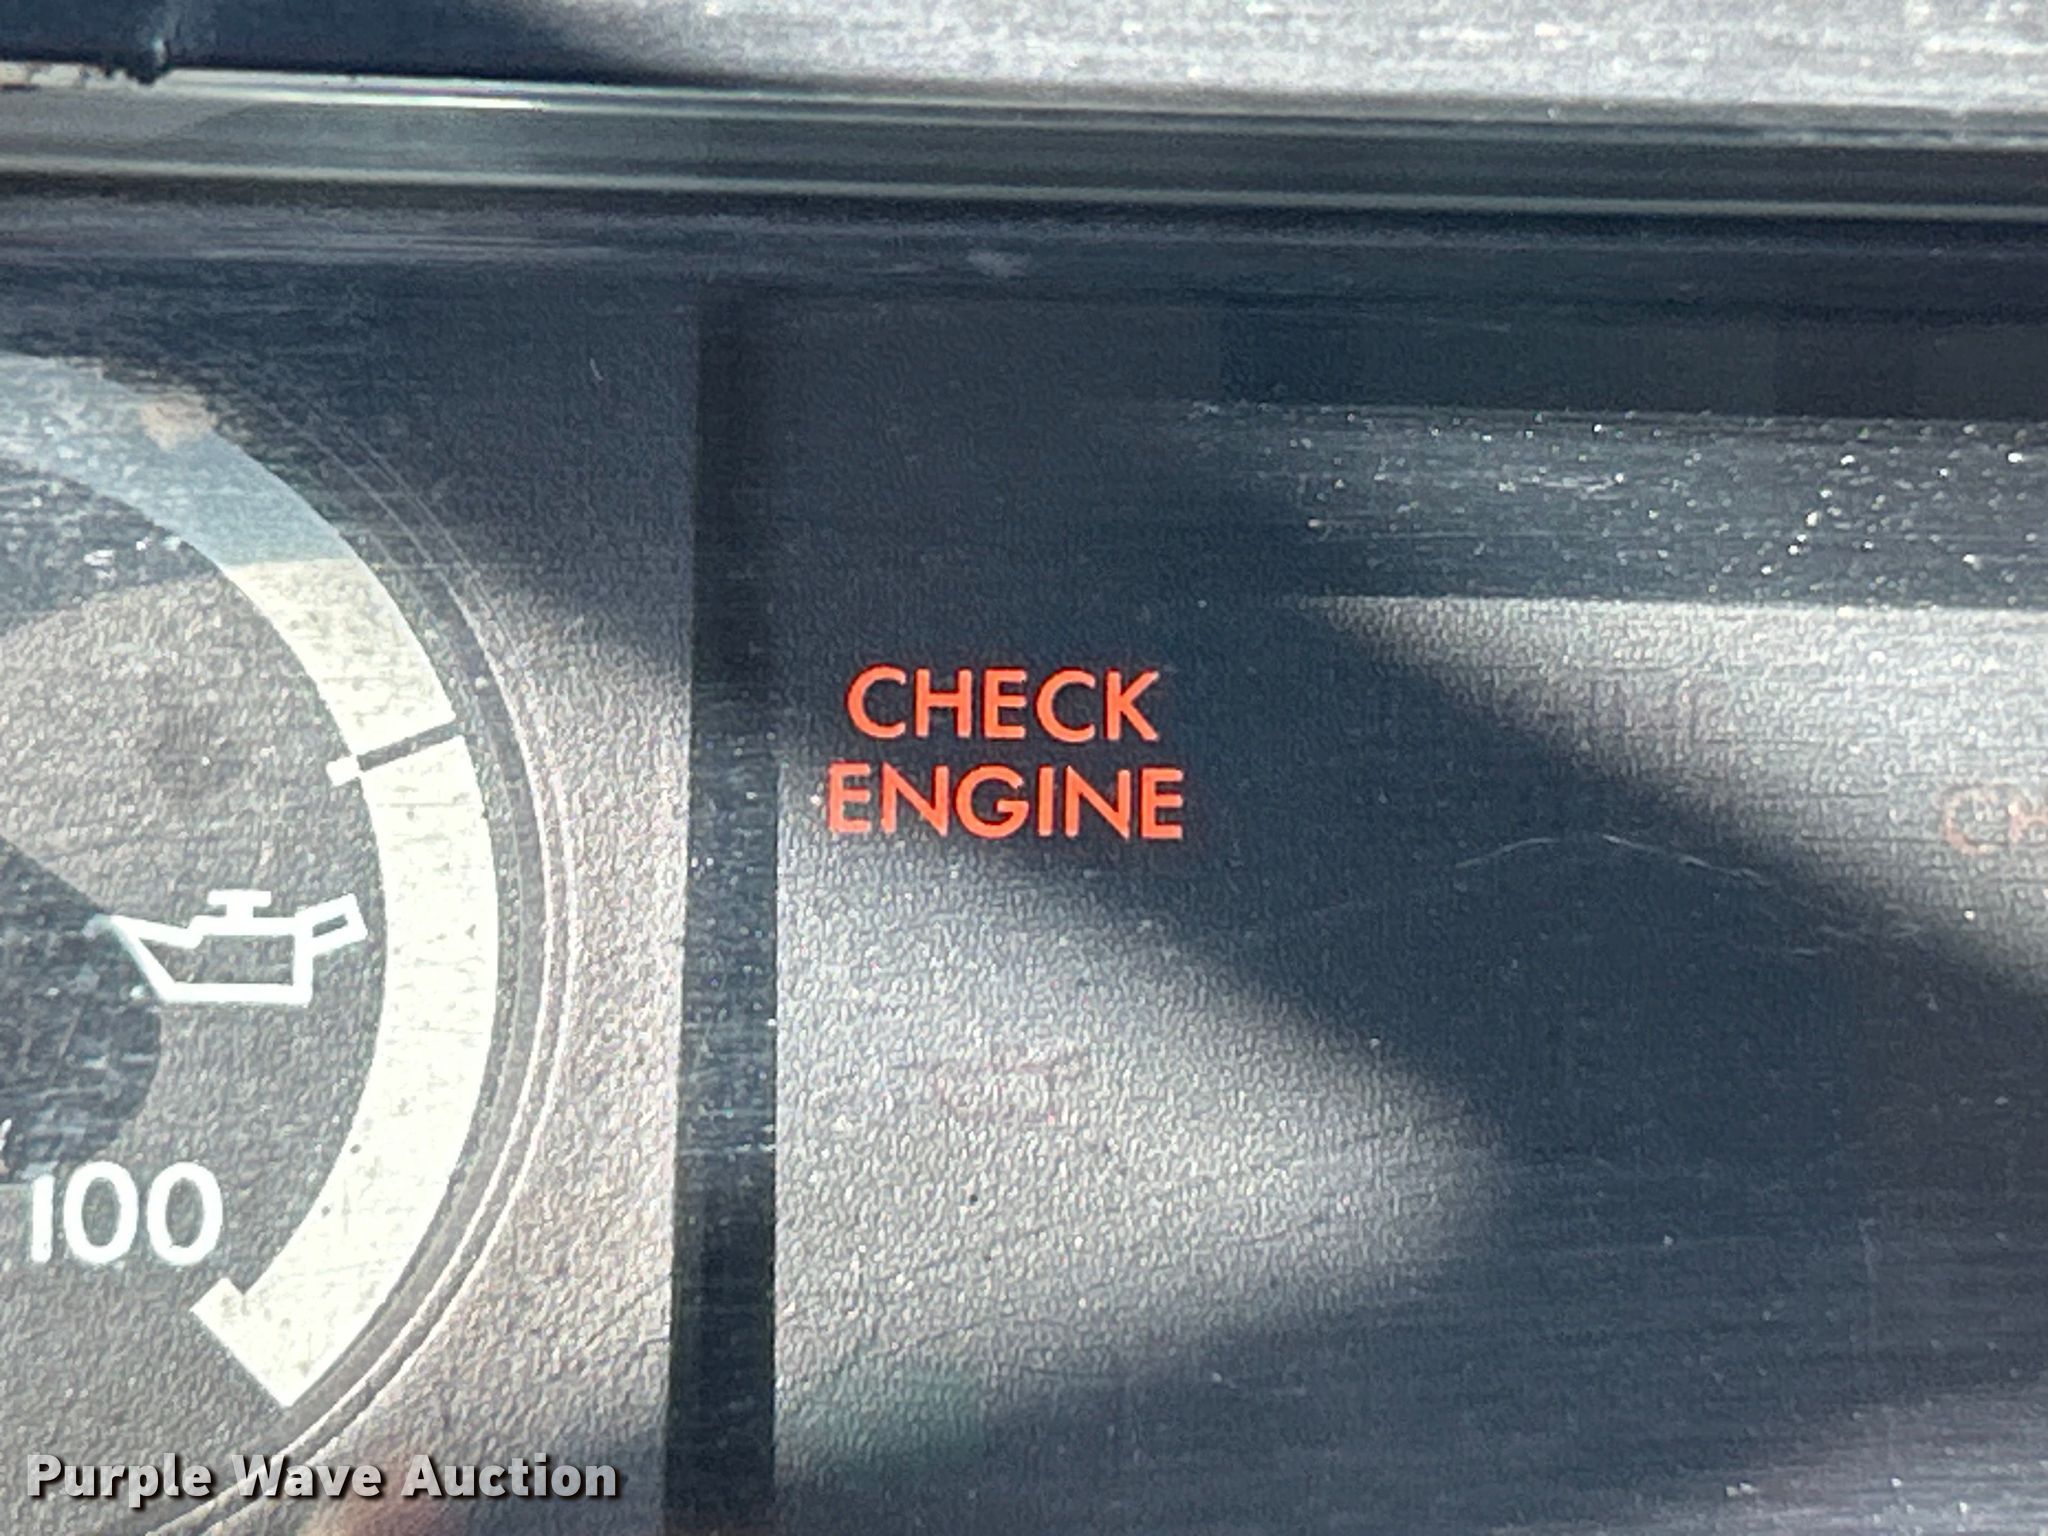 CHECK
ENGINE
100
Purple Wave Auction